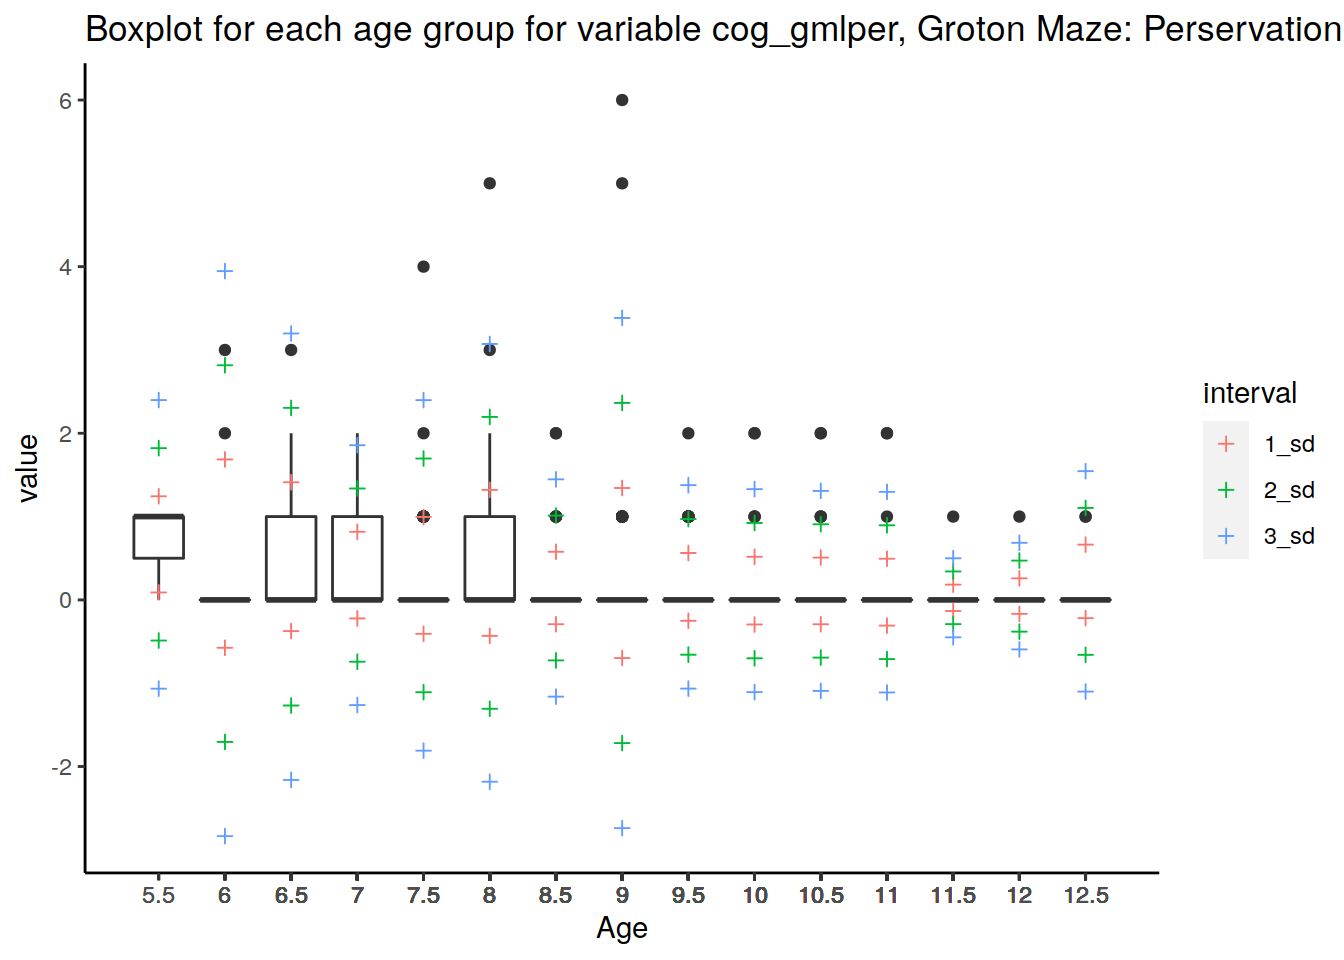 Boxplot for each age group for variable cog_gmlper, Groton Maze: Perservation
6
4
2
0
-2
value
5.5 6 6.5 7 7.5 8 8.5 9 9.5 10 10.5 11 11.5 12 12.5
Age
interval
1_sd
2_sd
3_sd